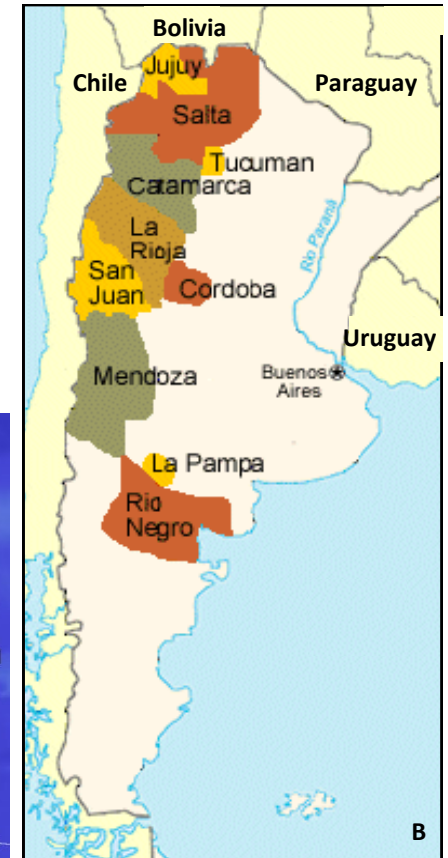 Bolivia
Jujuy
Chile
Paraguay
Salta
Tucuman
Catamarca
La
Rioja
San
Juan
Cordoba
Rio Paraná
Uruguay
Mendoza
Buenos
Aires
La Pampa
Rio
Negro
B